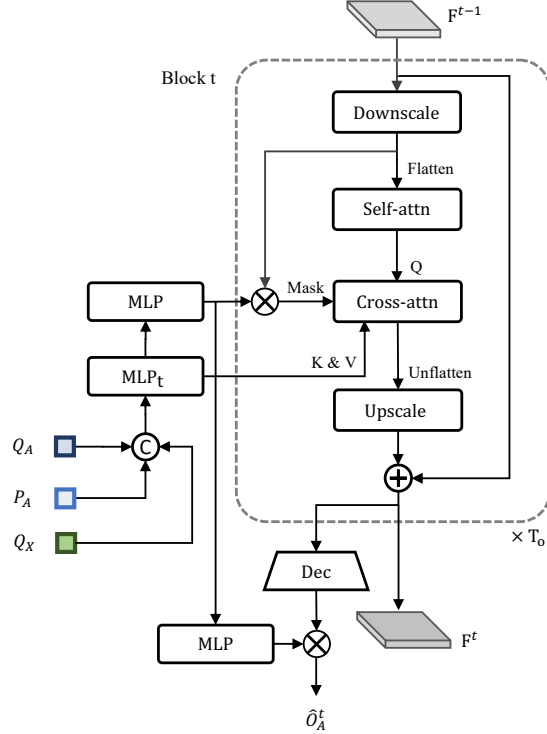 F^{t−1}
Block t
Downscale
Flatten
Self-attn
Q
MLP
Mask
Cross-attn
MLP_t
K & V
Unflatten
Upscale
Q_A
C
P_A
Q_X
× T_o
Dec
MLP
F^t
Ô_A^t